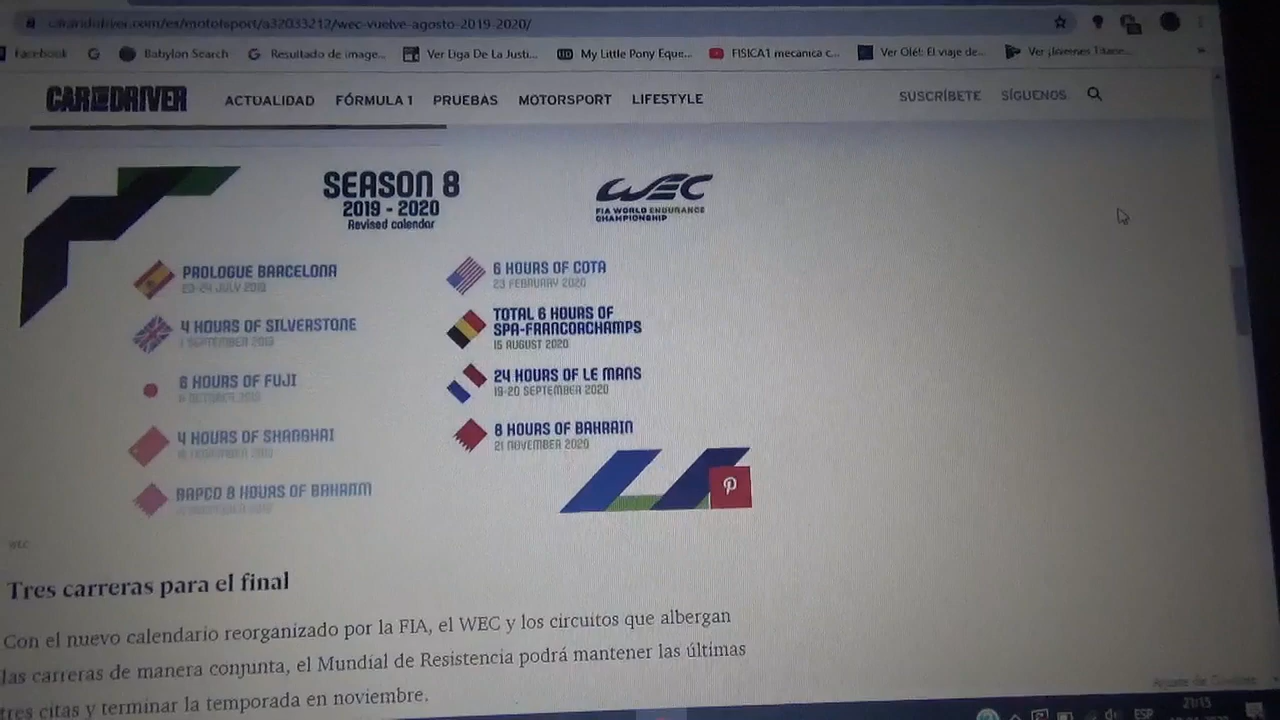 caranddriver.com/es/motorsport/a32033212/wec-vuelve-agosto-2019-2020/
Facebook Babylon Search Resultado de image... Ver Liga De La Justi... My Little Pony Eque... FISICA1 mecanica c... Ver Olé!: El viaje de...
CAR AND DRIVER ACTUALIDAD FÓRMULA 1 PRUEBAS MOTORSPORT LIFESTYLE SUSCRÍBETE SÍGUENOS
SEASON 8
2019 - 2020
Revised calendar
WEC
FIA WORLD ENDURANCE
CHAMPIONSHIP
PROLOGUE BARCELONA
23-24 JULY 2019
4 HOURS OF SILVERSTONE
1 SEPTEMBER 2019
6 HOURS OF FUJI
4 HOURS OF SHANGHAI
BAPCO 8 HOURS OF BAHRAIN
6 HOURS OF COTA
23 FEBRUARY 2020
TOTAL 6 HOURS OF
SPA-FRANCORCHAMPS
15 AUGUST 2020
24 HOURS OF LE MANS
19-20 SEPTEMBER 2020
8 HOURS OF BAHRAIN
21 NOVEMBER 2020
WEC
Tres carreras para el final
Con el nuevo calendario reorganizado por la FIA, el WEC y los circuitos que albergan
las carreras de manera conjunta, el Mundial de Resistencia podrá mantener las últimas
tres citas y terminar la temporada en noviembre.
ESP
21:15